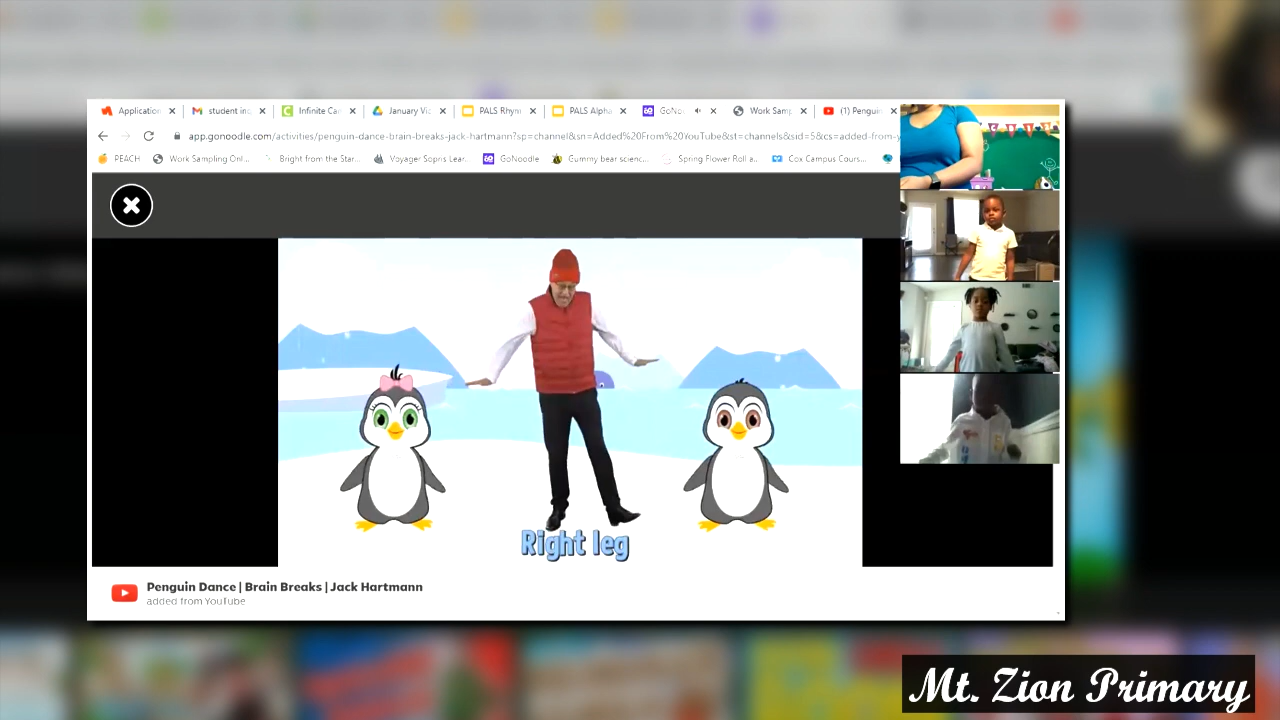 Application
student inc
Infinite Ca
January Vi
PALS Rhym
PALS Alpha
GoNo
Work Samp
(1) Penguin
app.gonoodle.com/activities/penguin-dance-brain-breaks-jack-hartmann?sp=channel&sn=Added%20From%20YouTube&st=channels&sid=5&cs=added-from-y
PEACH
Work Sampling Onl...
Bright from the Star...
Voyager Sopris Lear...
GoNoodle
Gummy bear scienc...
Spring Flower Roll a...
Cox Campus Cours...
Right leg
Penguin Dance | Brain Breaks | Jack Hartmann
added from YouTube
Mt. Zion Primary